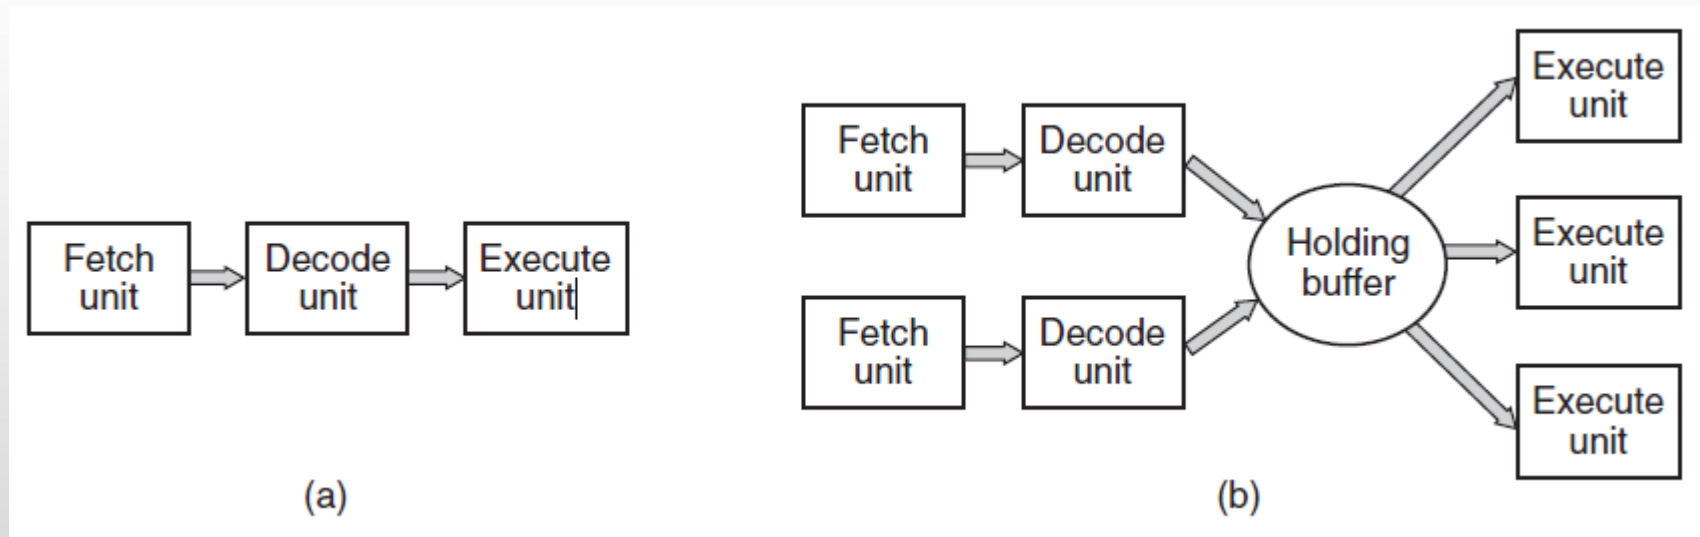 Fetch
unit
Decode
unit
Execute
unit
(a)
Fetch
unit
Decode
unit
Fetch
unit
Decode
unit
Holding
buffer
Execute
unit
Execute
unit
Execute
unit
(b)